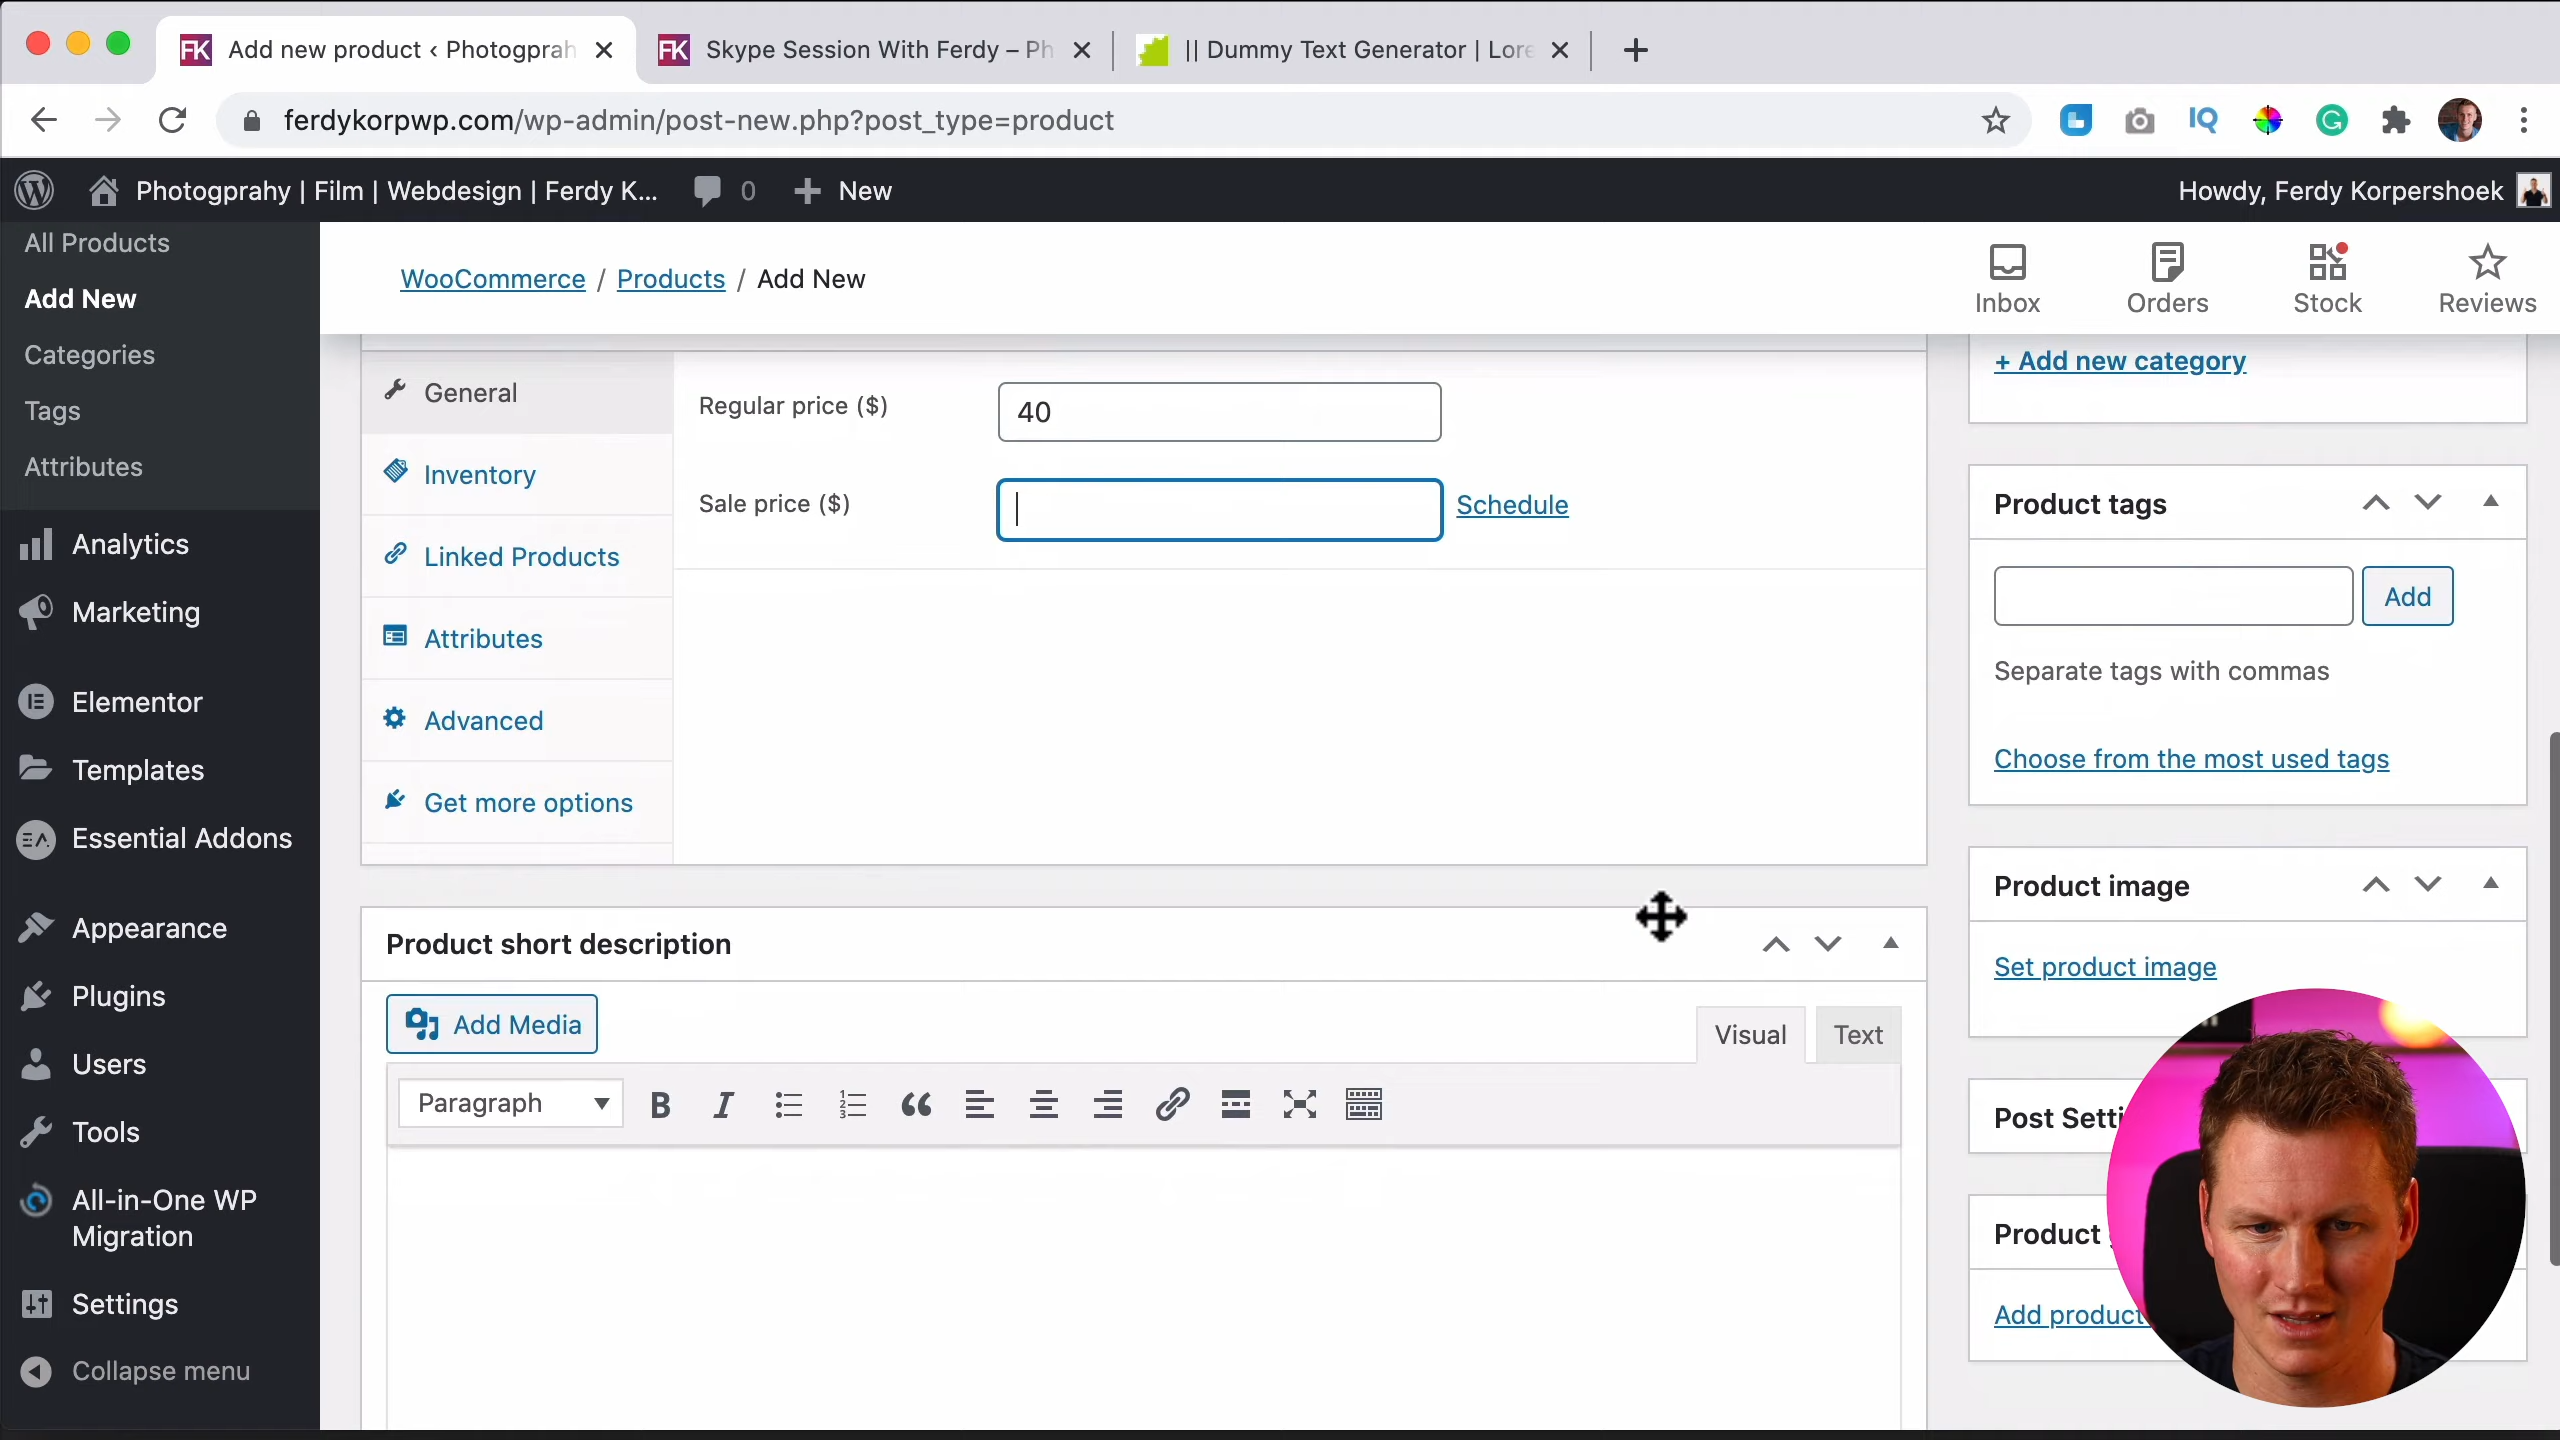 FK Add new product ‹ Photogprah
FK Skype Session With Ferdy – Ph
|| Dummy Text Generator | Lore
ferdykorpwp.com/wp-admin/post-new.php?post_type=product
IQ
Photogprahy | Film | Webdesign | Ferdy K...
0
New
Howdy, Ferdy Korpershoek
All Products
Add New
Categories
Tags
Attributes
Analytics
Marketing
Elementor
Templates
Essential Addons
Appearance
Plugins
Users
Tools
All-in-One WP
Migration
Settings
Collapse menu
WooCommerce / Products / Add New
Inbox
Orders
Stock
Reviews
General
Inventory
Linked Products
Attributes
Advanced
Get more options
Regular price ($)
40
Sale price ($)
Schedule
Product short description
Add Media
Visual
Text
Paragraph
+ Add new category
Product tags
Add
Separate tags with commas
Choose from the most used tags
Product image
Set product image
Post Setti
Product
Add product